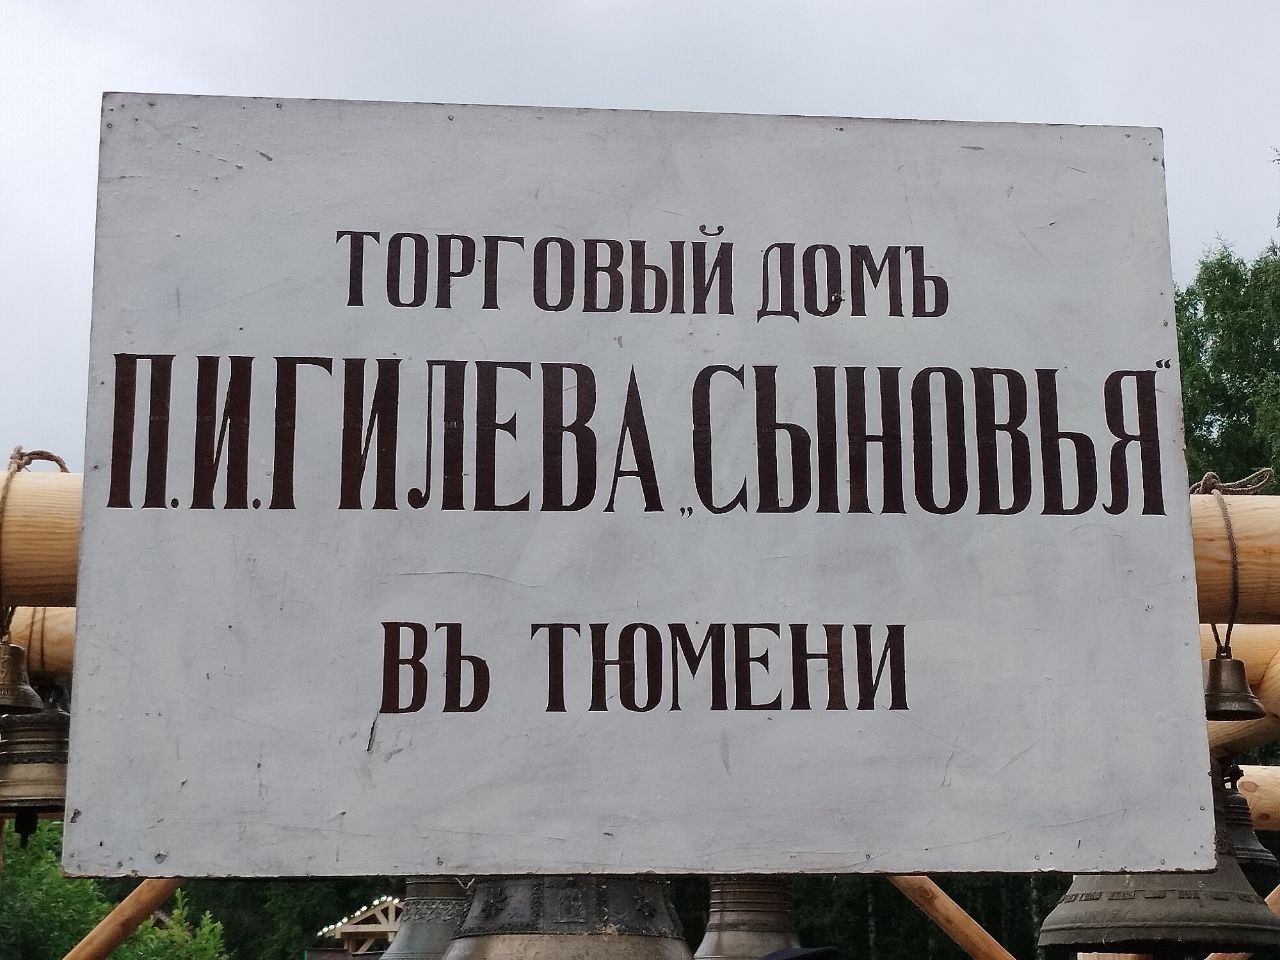 ТОРГОВЫЙ ДОМЪ
П.И.ГИЛЕВА „СЫНОВЬЯ“
ВЪ ТЮМЕНИ